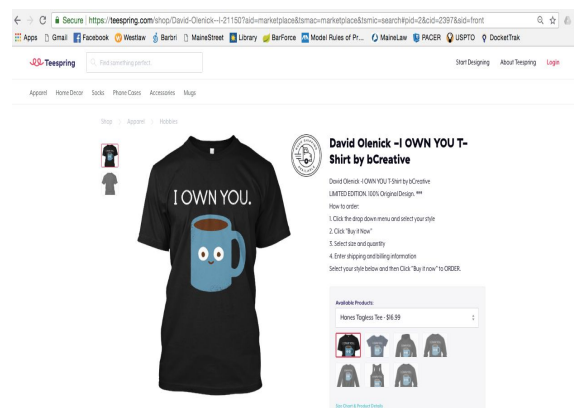 Secure https://teespring.com/shop/David-Olenick--I-21150?aid=marketplace&tsmac=marketplace&tsmic=search#pid=2&cid=2397&sid=front
Apps Gmail Facebook Westlaw Barbri MaineStreet Library BarForce Model Rules of Pr... MaineLaw PACER USPTO DocketTrak
Teespring Find something perfect. Start Designing About Teespring Login
Apparel Home Decor Socks Phone Cases Accessories Mugs
Shop Apparel Hobbies
I OWN YOU.
David Olenick -I OWN YOU T-
Shirt by bCreative
David Olenick -I OWN YOU T-Shirt by bCreative
LIMITED EDITION. 100% Original Design. ***
How to order:
1. Click the drop down menu and select your style
2. Click "Buy it Now"
3. Select size and quantity
4. Enter shipping and billing information
Select your style below and then Click "Buy it now" to ORDER.
Available Products:
Hanes Tagless Tee - $16.99
Size Chart & Product Details